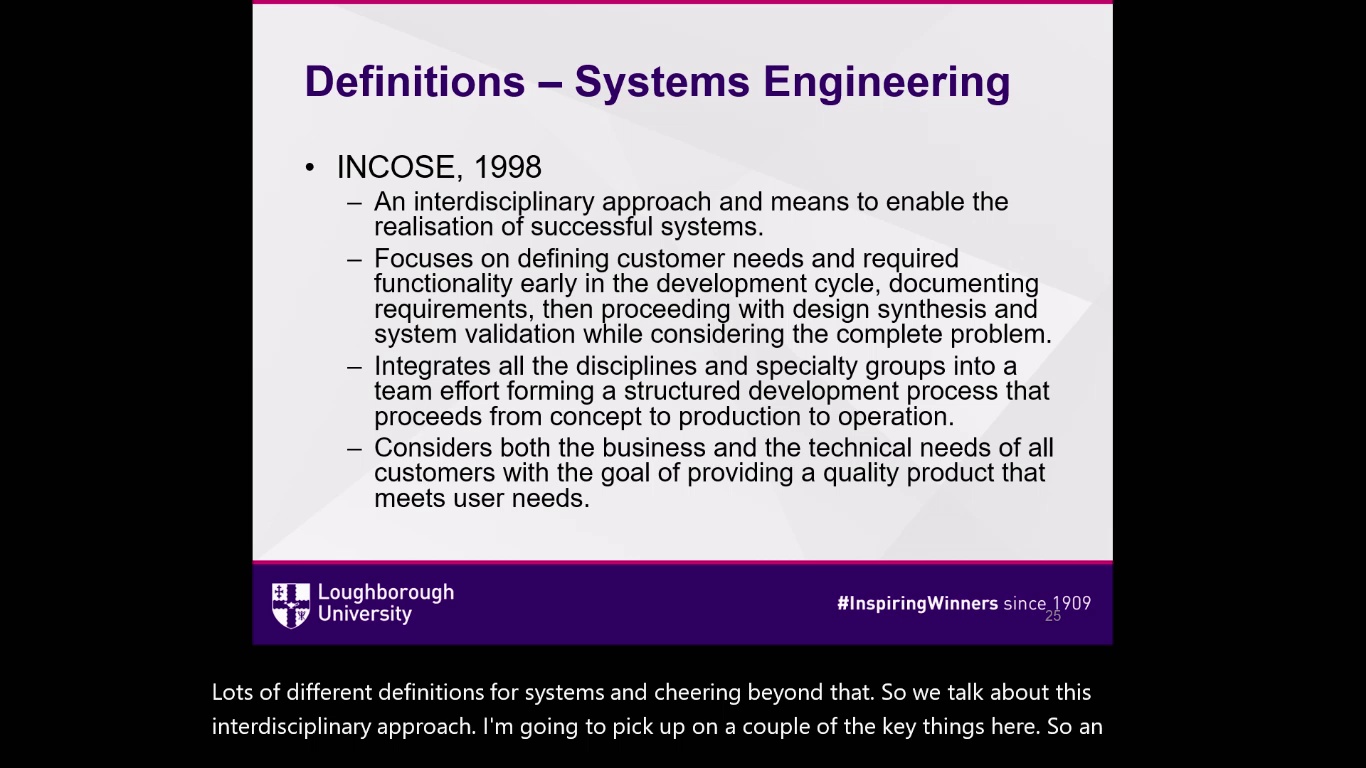 Definitions – Systems Engineering
• INCOSE, 1998
– An interdisciplinary approach and means to enable the
realisation of successful systems.
– Focuses on defining customer needs and required
functionality early in the development cycle, documenting
requirements, then proceeding with design synthesis and
system validation while considering the complete problem.
– Integrates all the disciplines and specialty groups into a
team effort forming a structured development process that
proceeds from concept to production to operation.
– Considers both the business and the technical needs of all
customers with the goal of providing a quality product that
meets user needs.
Loughborough
University
#InspiringWinners since 1909
25
Lots of different definitions for systems and cheering beyond that. So we talk about this
interdisciplinary approach. I'm going to pick up on a couple of the key things here. So an